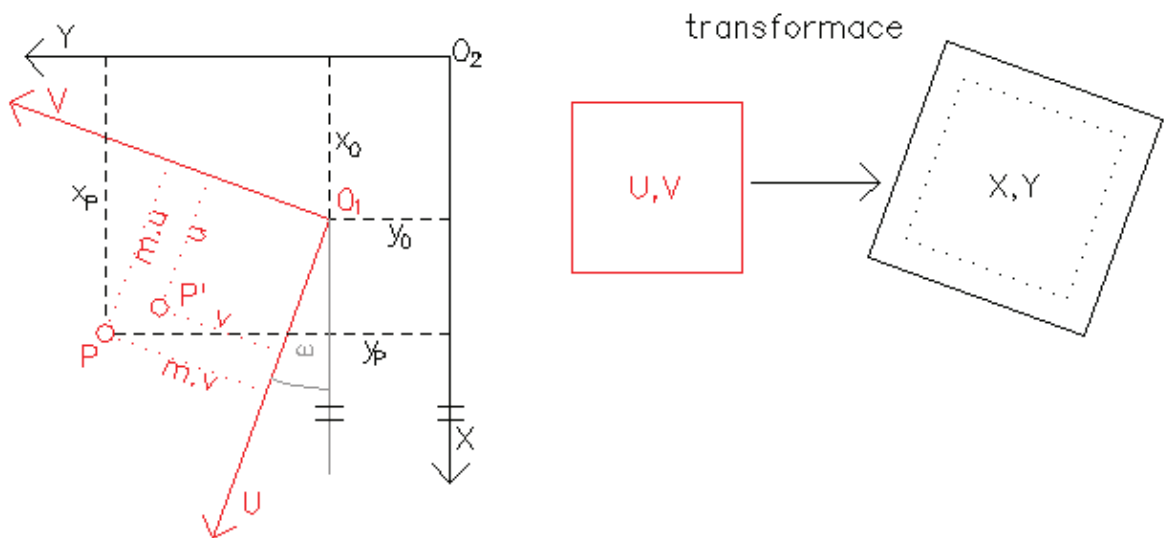 Y
O2
transformace
V
x0
xP
O1
U,V
X,Y
m.u
u
y0
P'
v
P
ω
yP
m.v
X
U